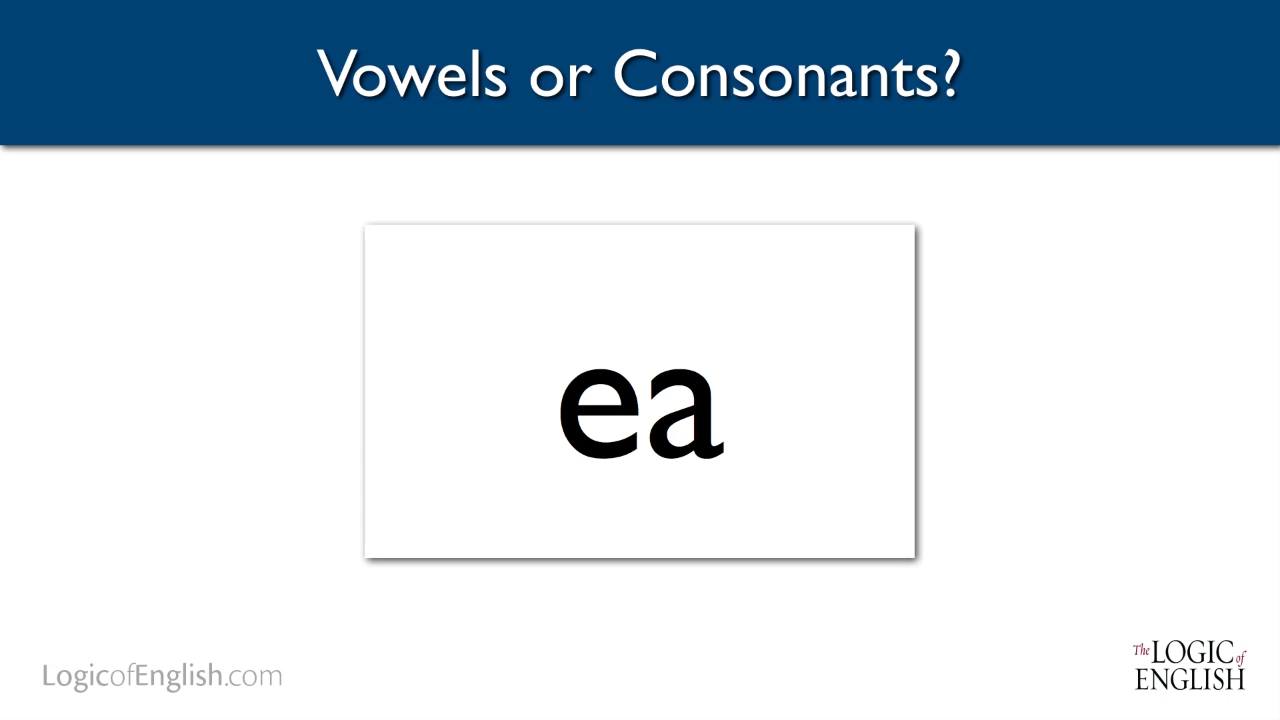 Vowels or Consonants?
ea
LogicofEnglish.com
The LOGIC of
ENGLISH